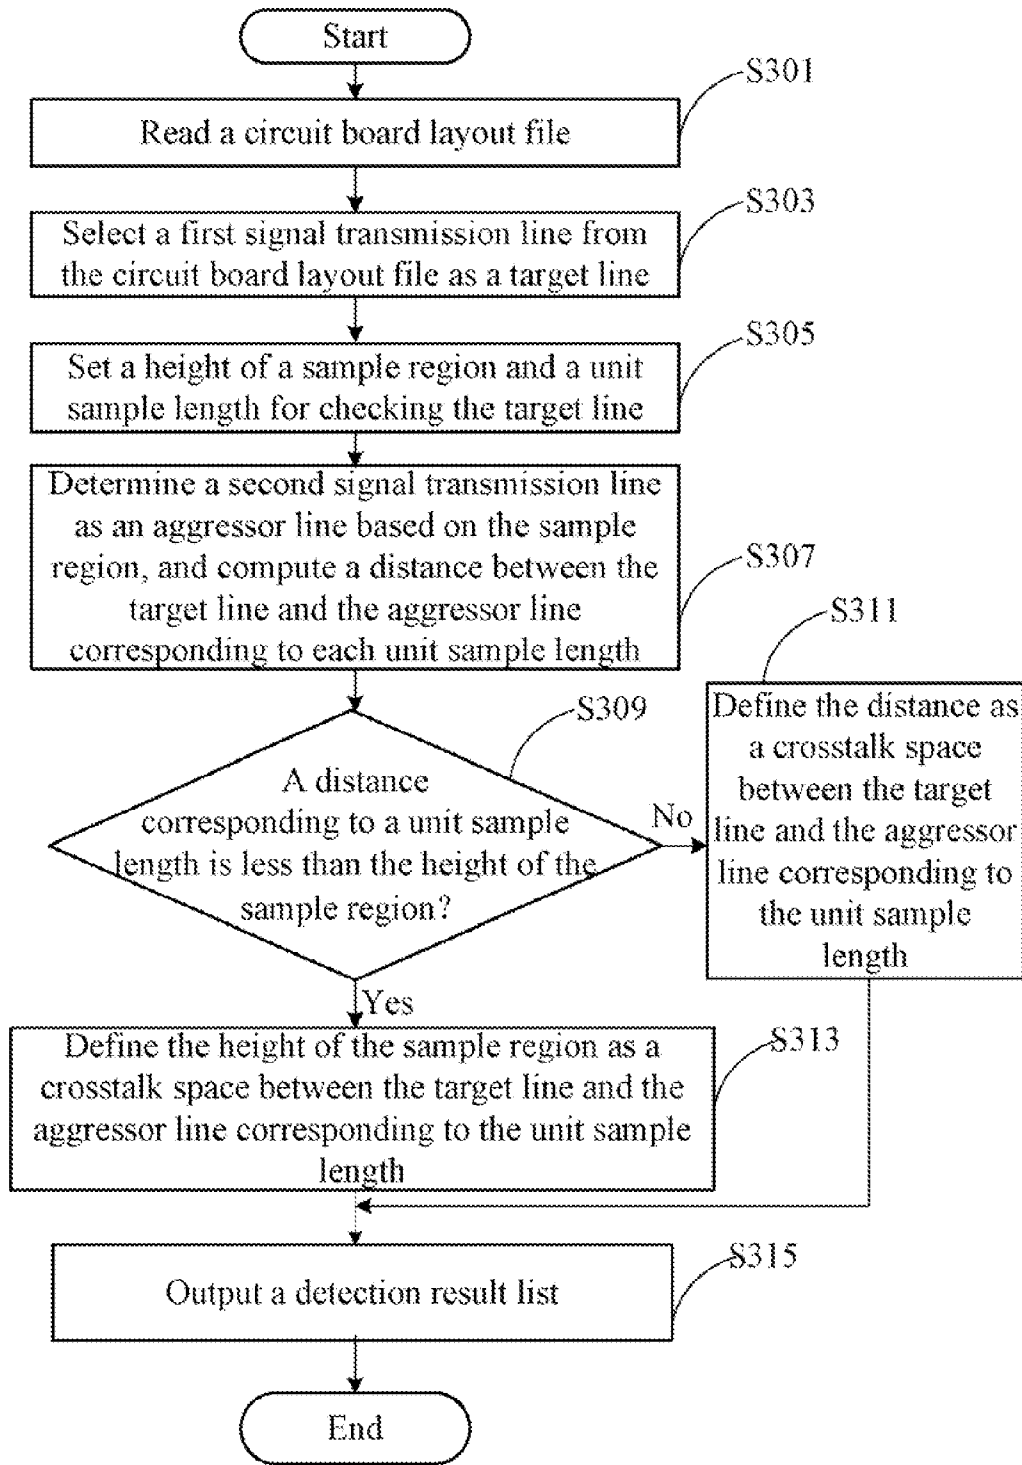 Start
S301
Read a circuit board layout file
S303
Select a first signal transmission line from
the circuit board layout file as a target line
S305
Set a height of a sample region and a unit
sample length for checking the target line
Determine a second signal transmission line
as an aggressor line based on the sample
region, and compute a distance between the
target line and the aggressor line
corresponding to each unit sample length
S307
S309
A distance
corresponding to a unit sample
length is less than the height of the
sample region?
No
S311
Define the distance as
a crosstalk space
between the target
line and the aggressor
line corresponding to
the unit sample
length
Yes
Define the height of the sample region as a
crosstalk space between the target line and the
aggressor line corresponding to the unit sample
length
S313
S315
Output a detection result list
End